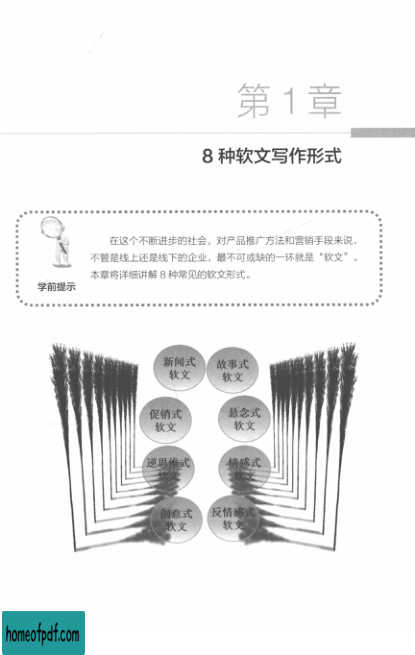 第1章
8种软文写作形式
在这个不断进步的社会，对产品推广方法和营销手段来说，
不管是线上还是线下的企业，最不可或缺的一环就是“软文”。
本章将详细讲解8种常见的软文形式。
学前提示
新闻式
软文
故事式
软文
促销式
软文
悬念式
软文
逆思维式
软文
情感式
软文
创意式
软文
反情感式
软文
homeofpdf.com